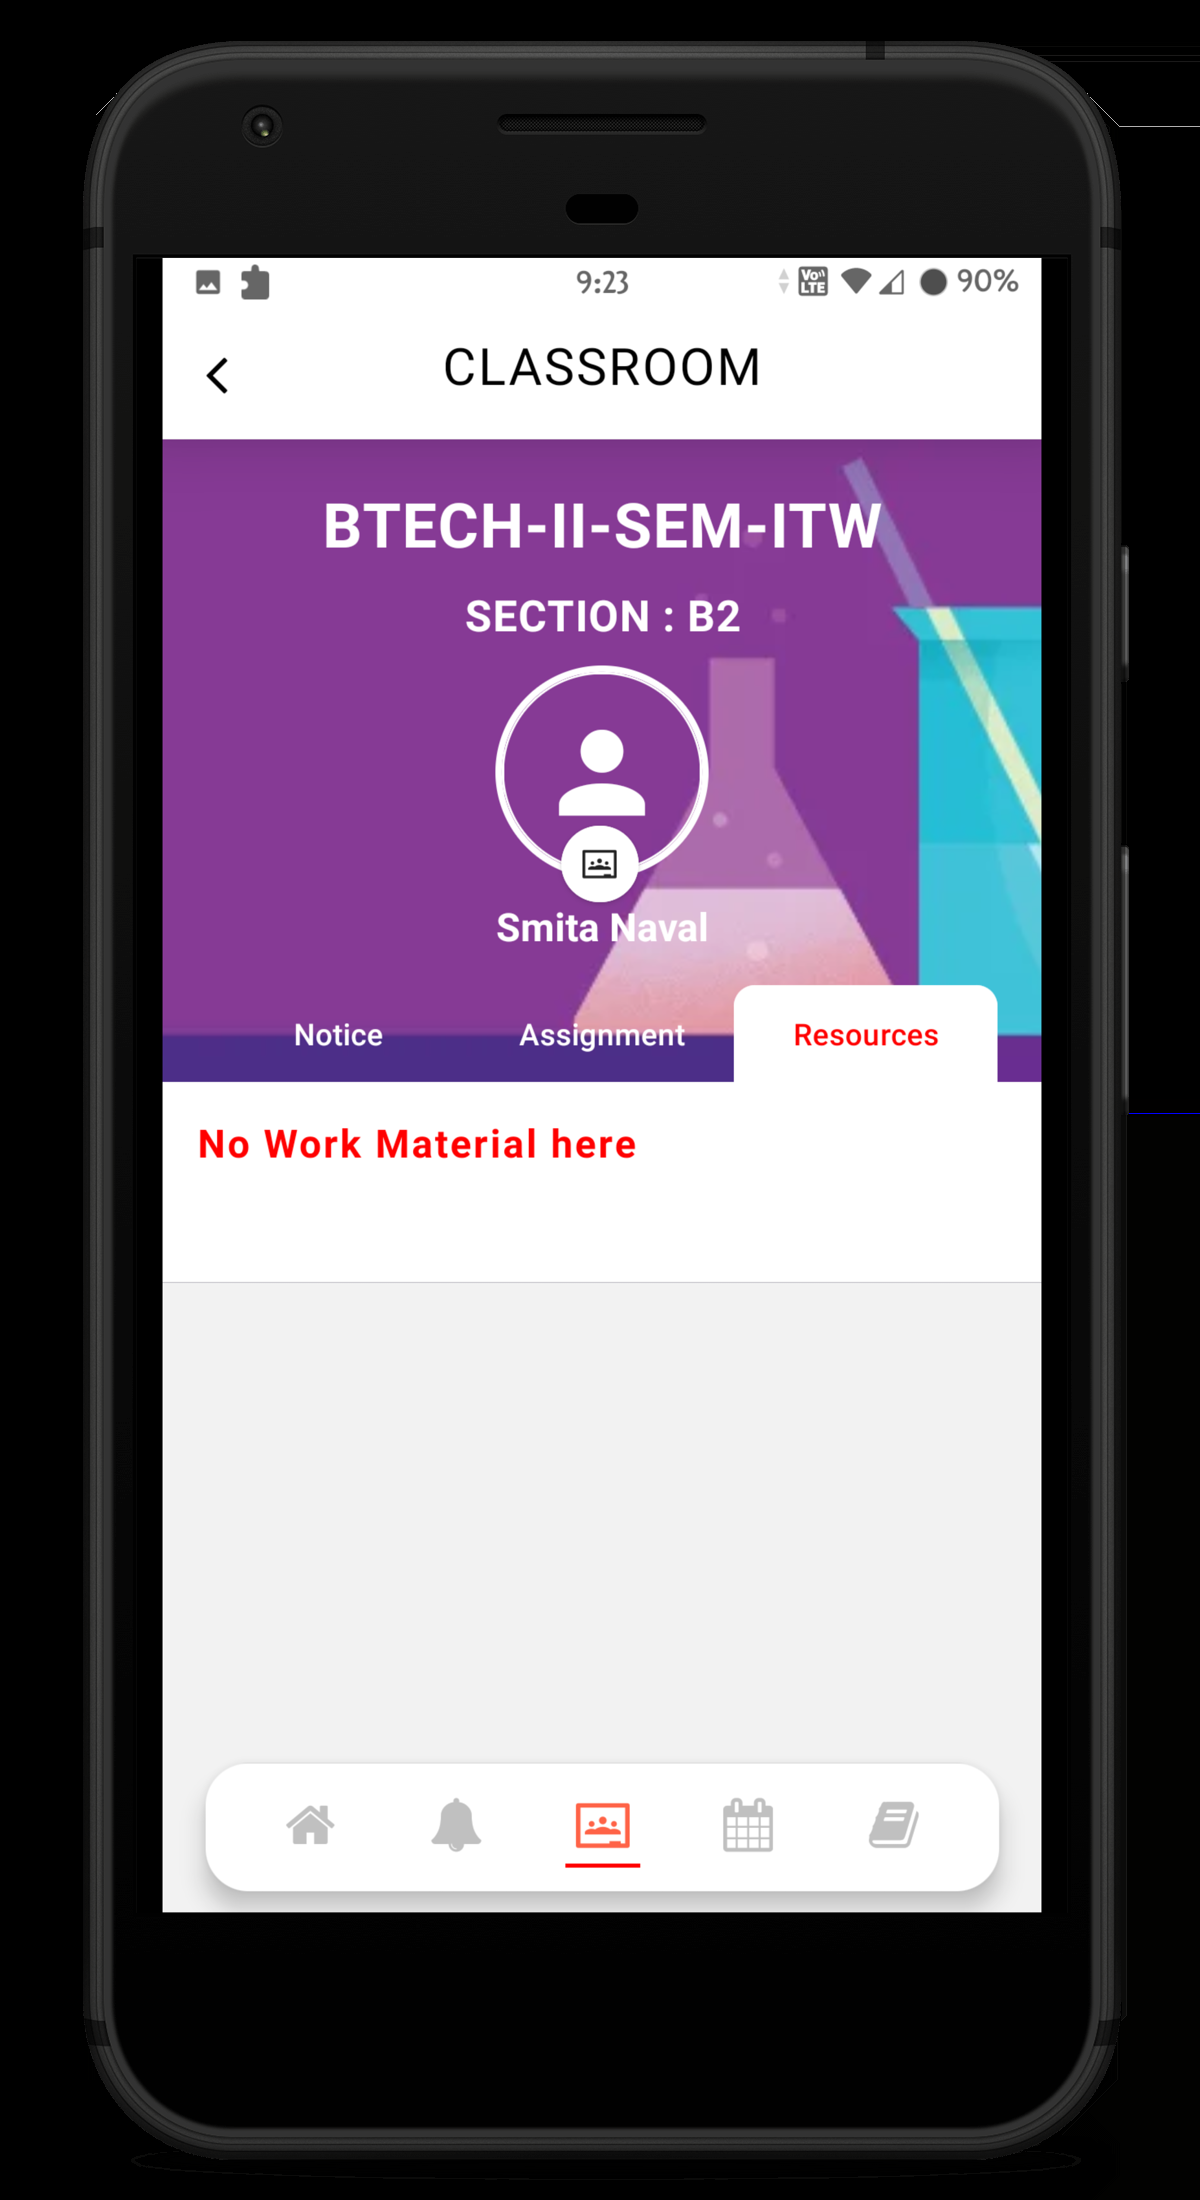 9:23
Vo)) LTE
90%
CLASSROOM
BTECH-II-SEM-ITW
SECTION : B2
Smita Naval
Notice
Assignment
Resources
No Work Material here